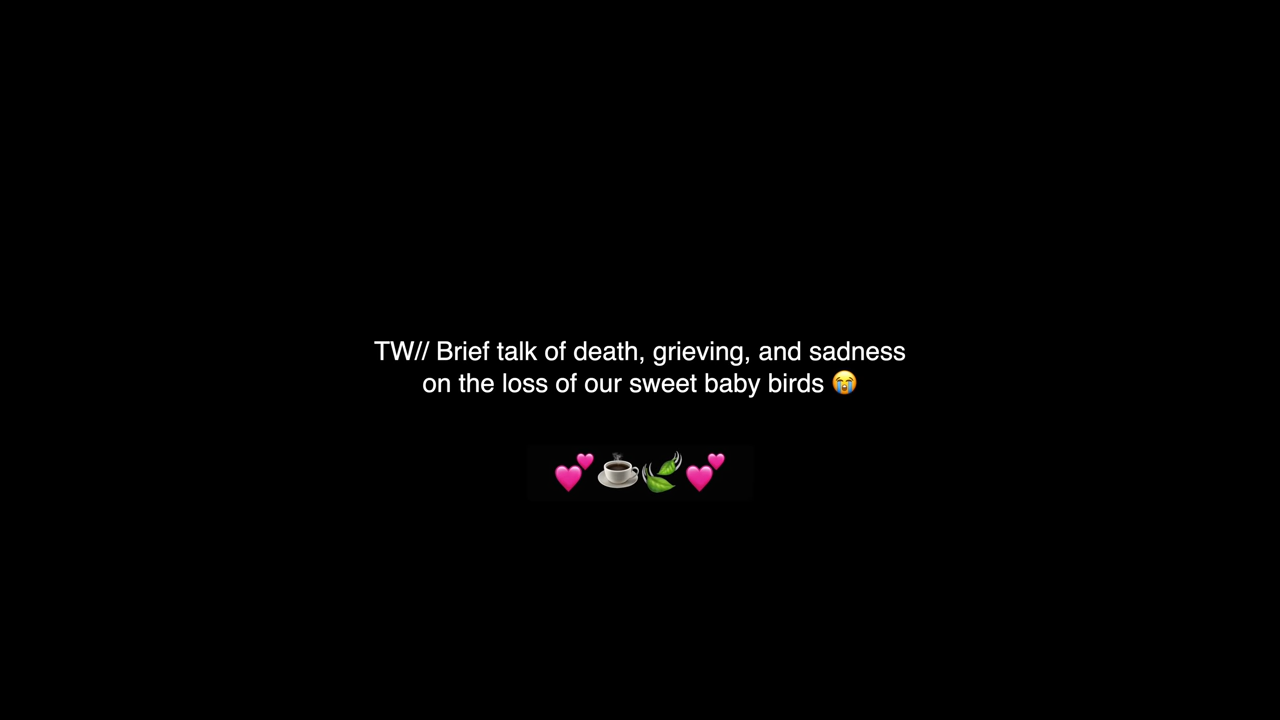 TW// Brief talk of death, grieving, and sadness
on the loss of our sweet baby birds 😭
💕☕🍃💕